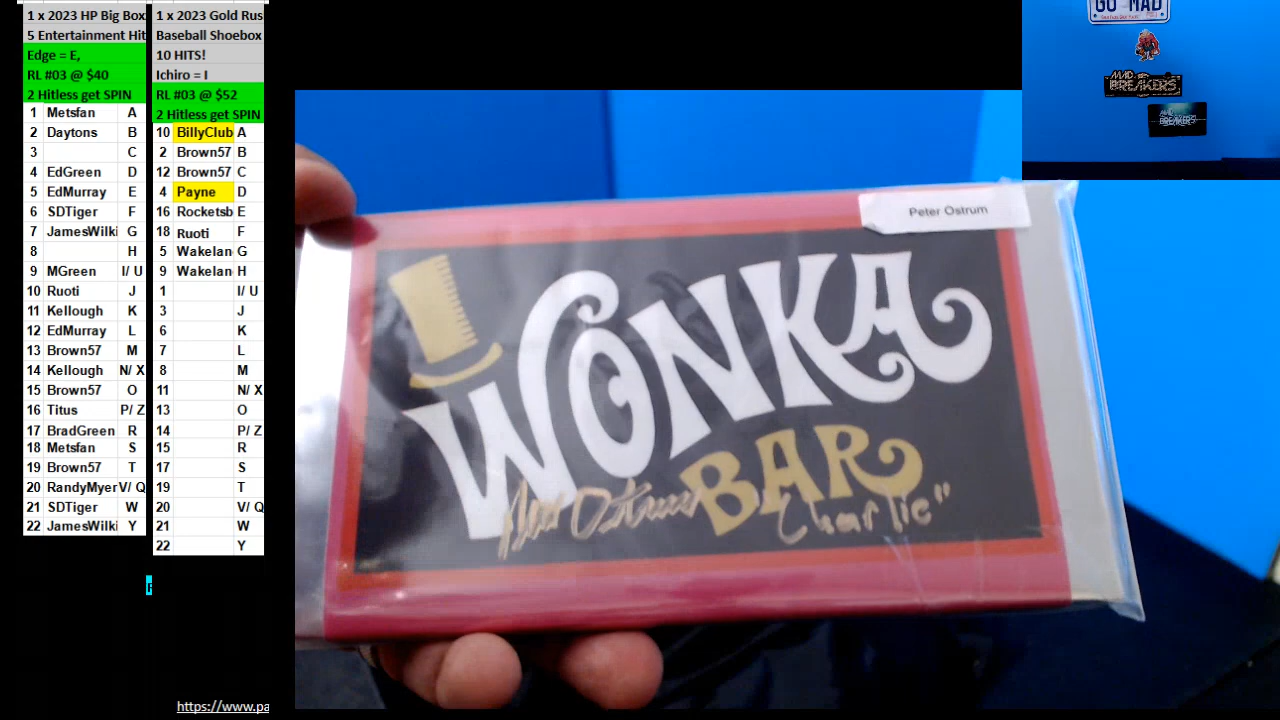 1 x 2023 HP Big Box
5 Entertainment Hit
Edge = E,
RL #03 @ $40
2 Hitless get SPIN
1 Metsfan A
2 Daytons B
3 C
4 EdGreen D
5 EdMurray E
6 SDTiger F
7 JamesWilki G
8 H
9 MGreen I/ U
10 Ruoti J
11 Kellough K
12 EdMurray L
13 Brown57 M
14 Kellough N/ X
15 Brown57 O
16 Titus P/ Z
17 BradGreen R
18 Metsfan S
19 Brown57 T
20 RandyMyer V/ Q
21 SDTiger W
22 JamesWilki Y
1 x 2023 Gold Rus
Baseball Shoebox
10 HITS!
Ichiro = I
RL #03 @ $52
2 Hitless get SPIN
10 BillyClub A
2 Brown57 B
12 Brown57 C
4 Payne D
16 Rocketsb E
18 Ruoti F
5 Wakelan G
9 Wakelan H
1 I/ U
3 J
6 K
7 L
8 M
11 N/ X
13 O
14 P/ Z
15 R
17 S
19 T
20 V/ Q
21 W
22 Y
https://www.pa
Peter Ostrum
WONKA
BAR
Ostrum "Charlie"
GO MAD
MAD
BREAKERS
MAD
BREAKERS